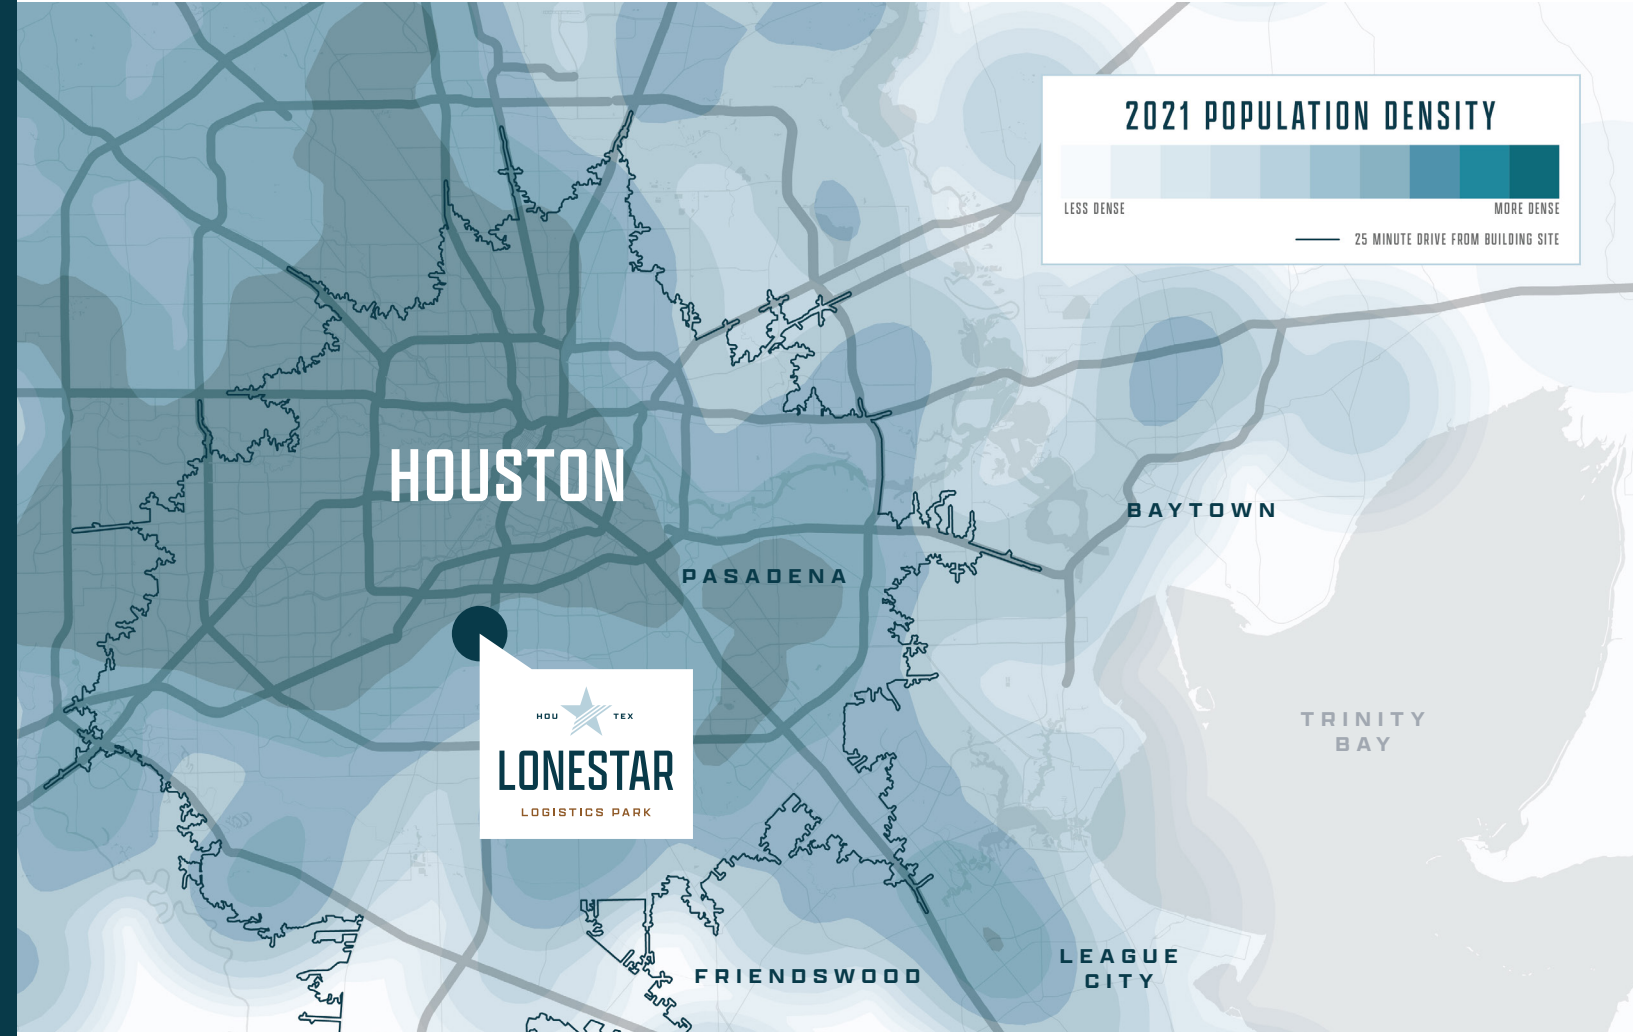 2021 POPULATION DENSITY
LESS DENSE
MORE DENSE
25 MINUTE DRIVE FROM BUILDING SITE
HOUSTON
BAYTOWN
PASADENA
HOU TEX
LONESTAR
LOGISTICS PARK
TRINITY
BAY
FRIENDSWOOD
LEAGUE
CITY